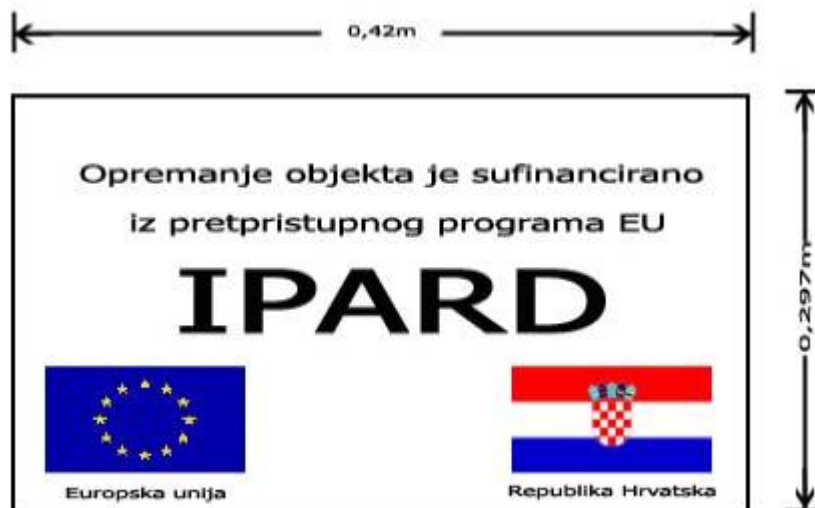 0,42m
Opremanje objekta je sufinancirano
iz pretpristupnog programa EU
IPARD
0,297m
Europska unija
Republika Hrvatska